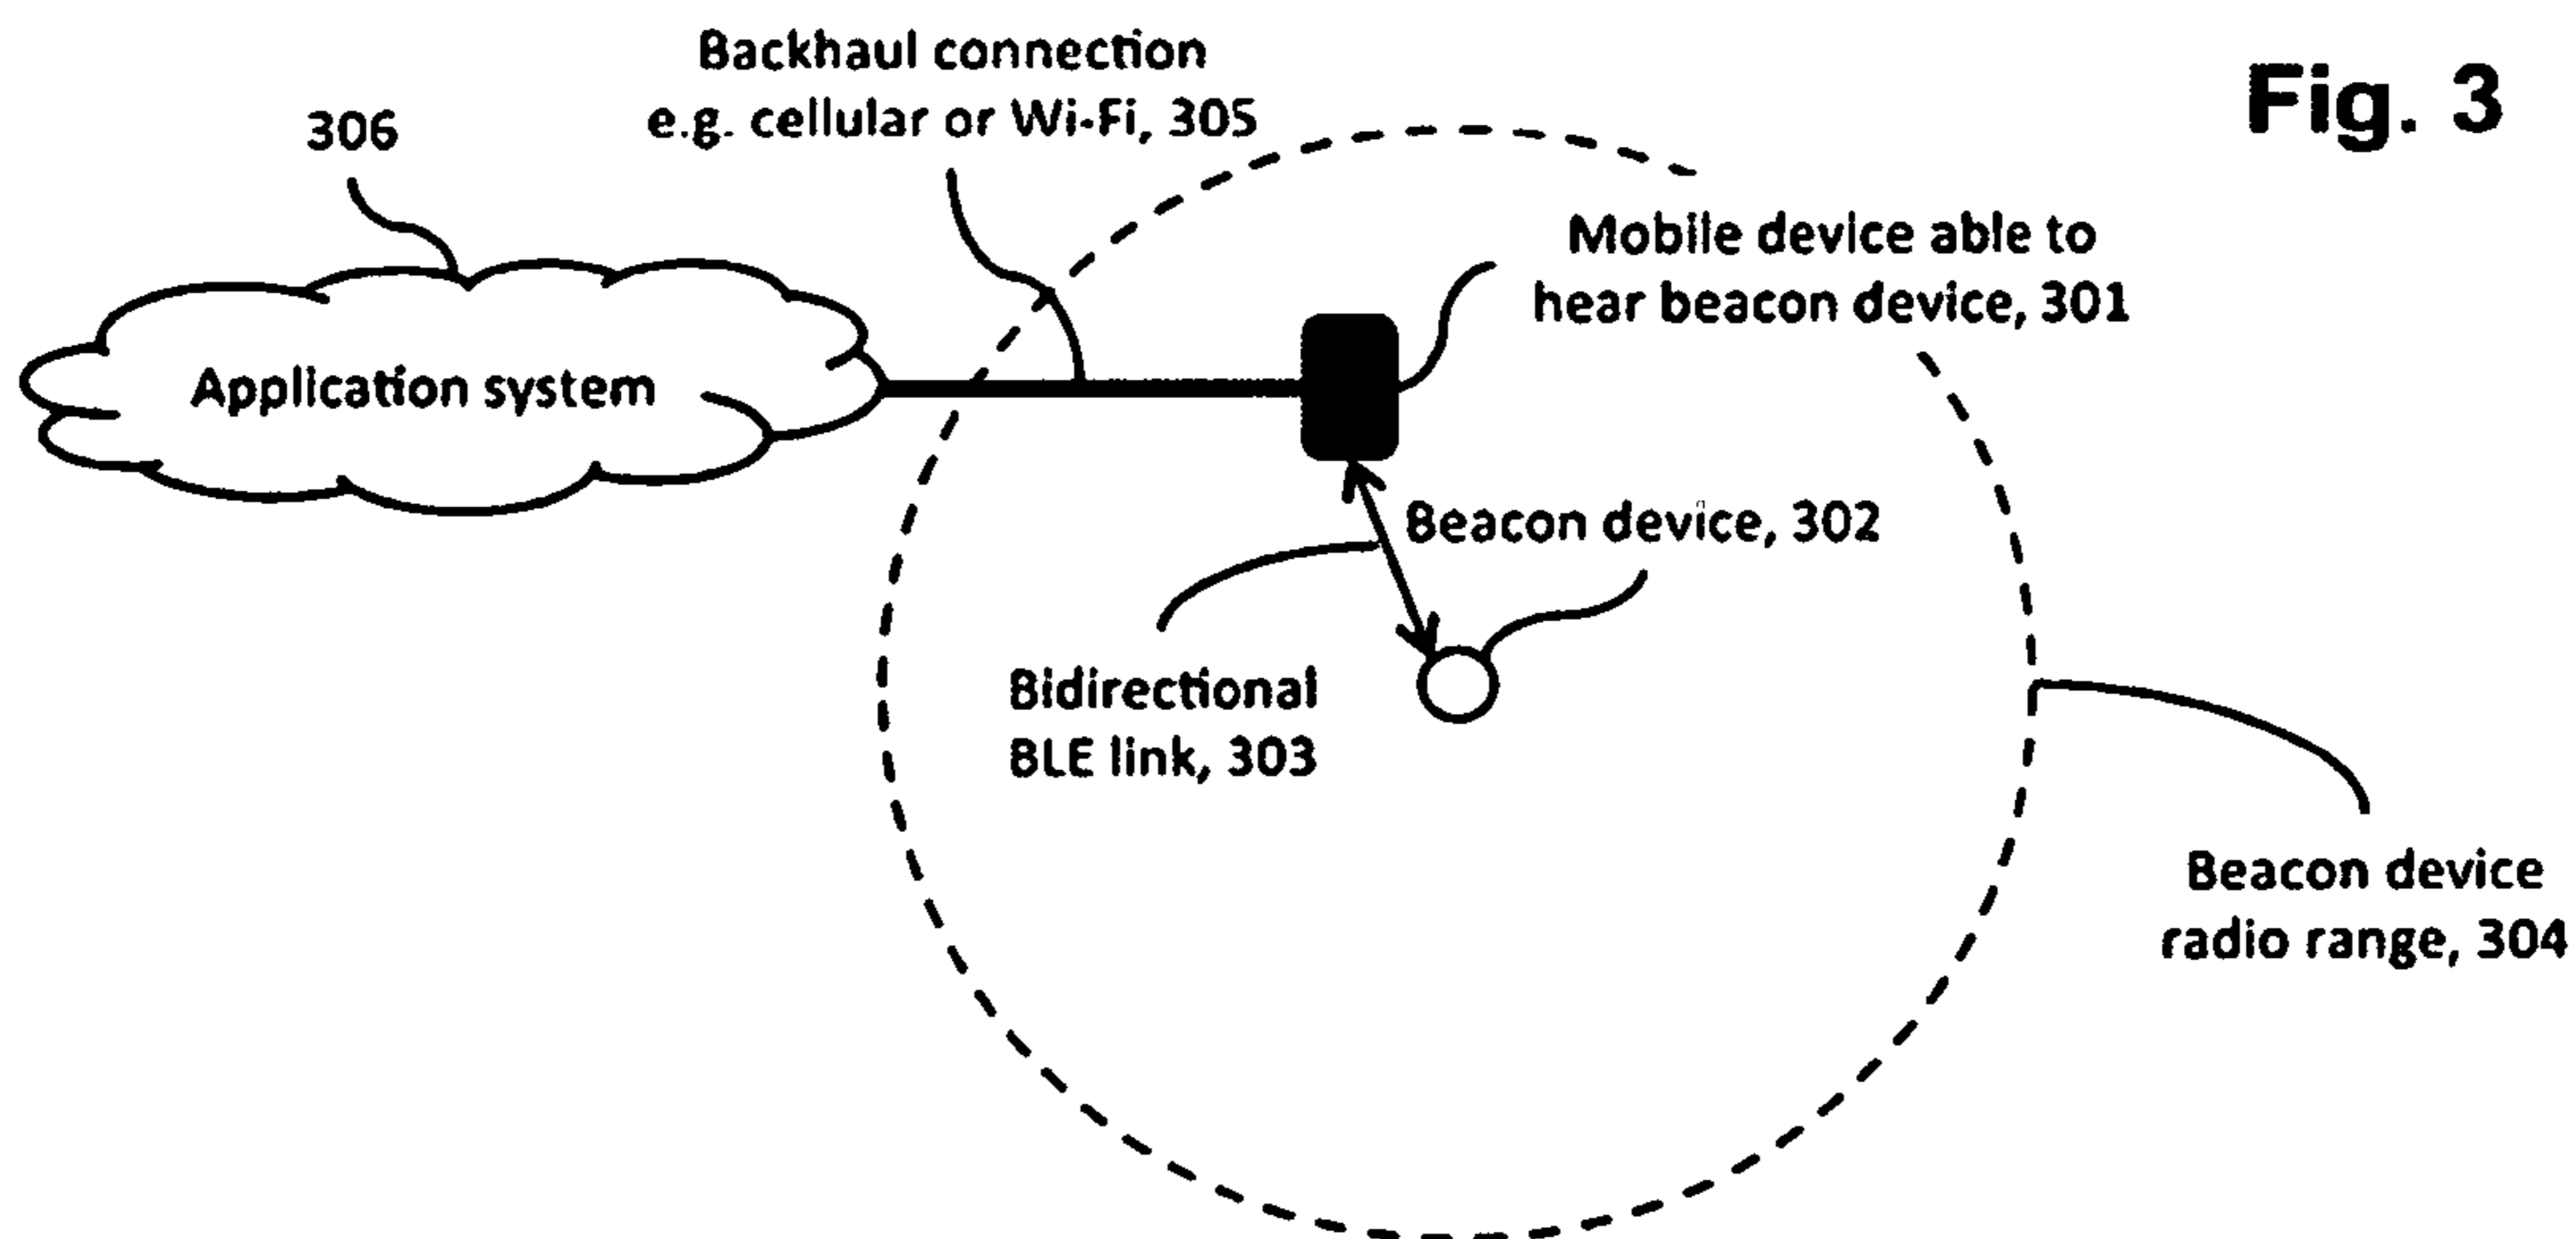 Backhaul connection
e.g. cellular or Wi-Fi, 305
Fig. 3
306
Mobile device able to
hear beacon device, 301
Application system
Beacon device, 302
Bidirectional
BLE link, 303
Beacon device
radio range, 304